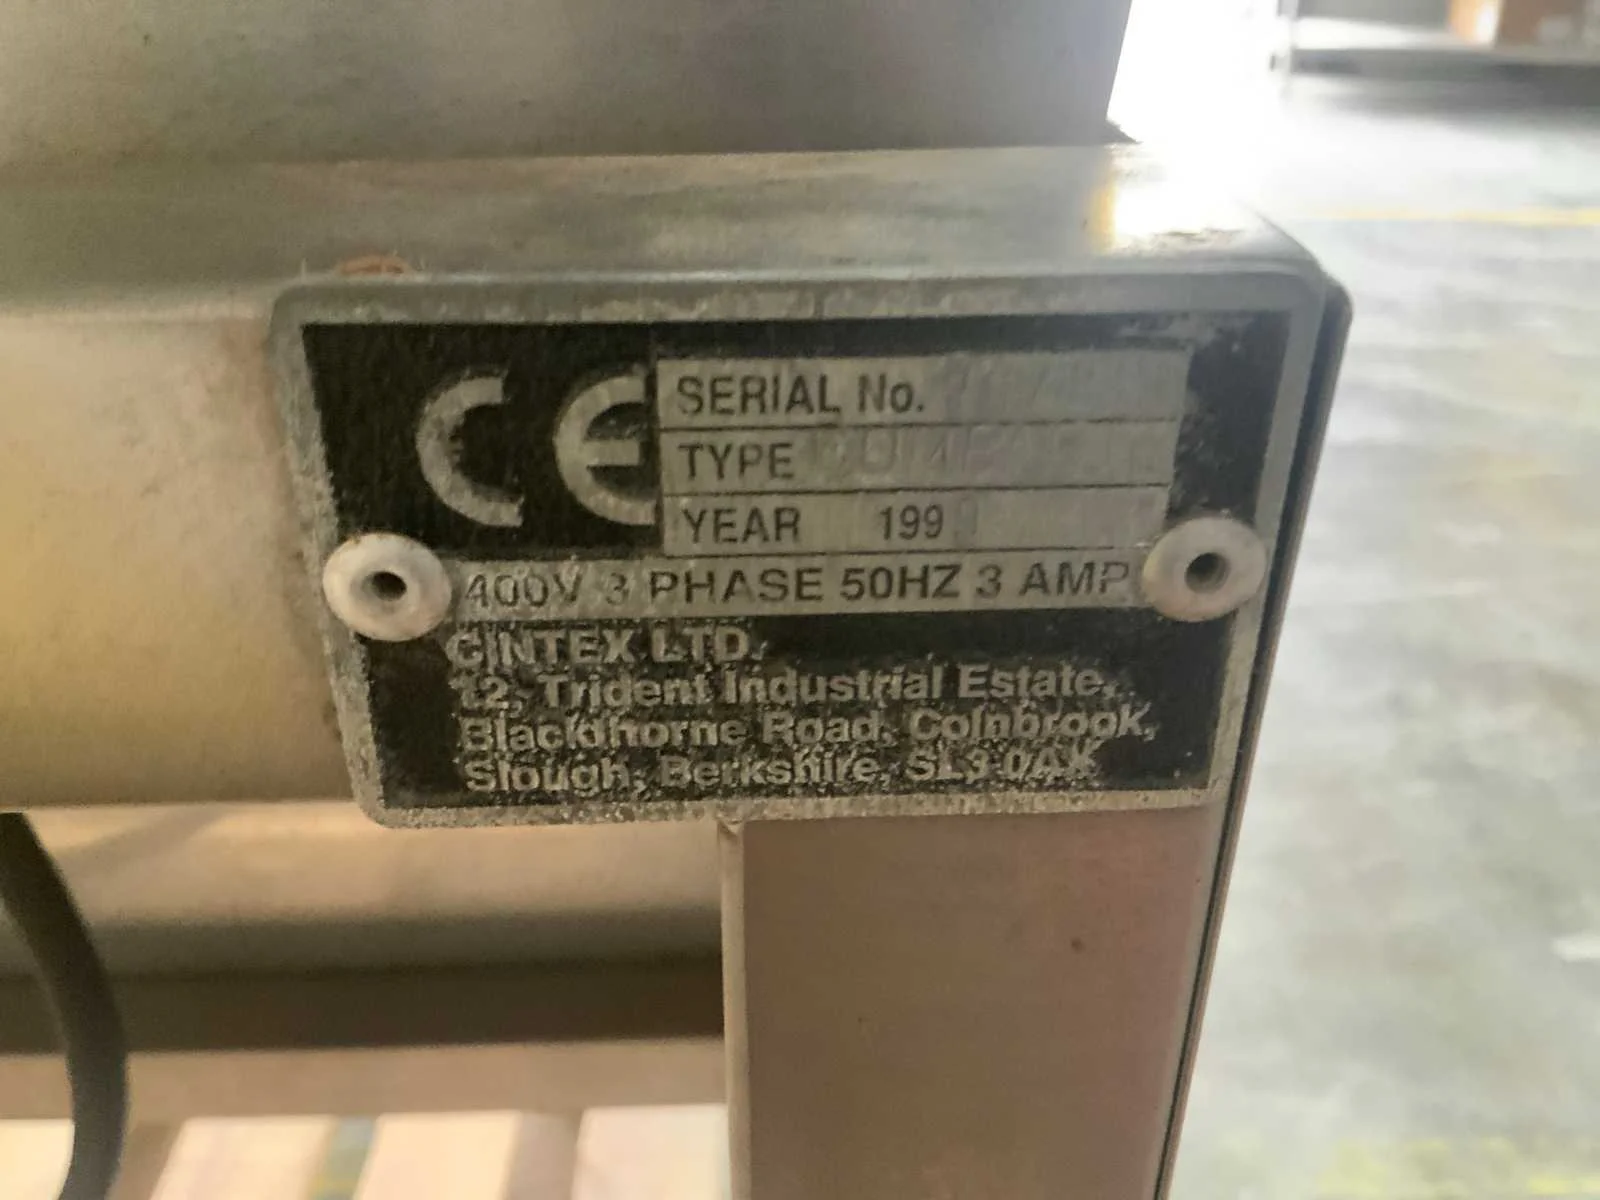 CE
SERIAL No.
TYPE
YEAR 199
400V 3 PHASE 50HZ 3 AMP
CINTEX LTD.
12, Trident Industrial Estate,
Blackthorne Road, Colnbrook,
Slough, Berkshire, SL3 0AX